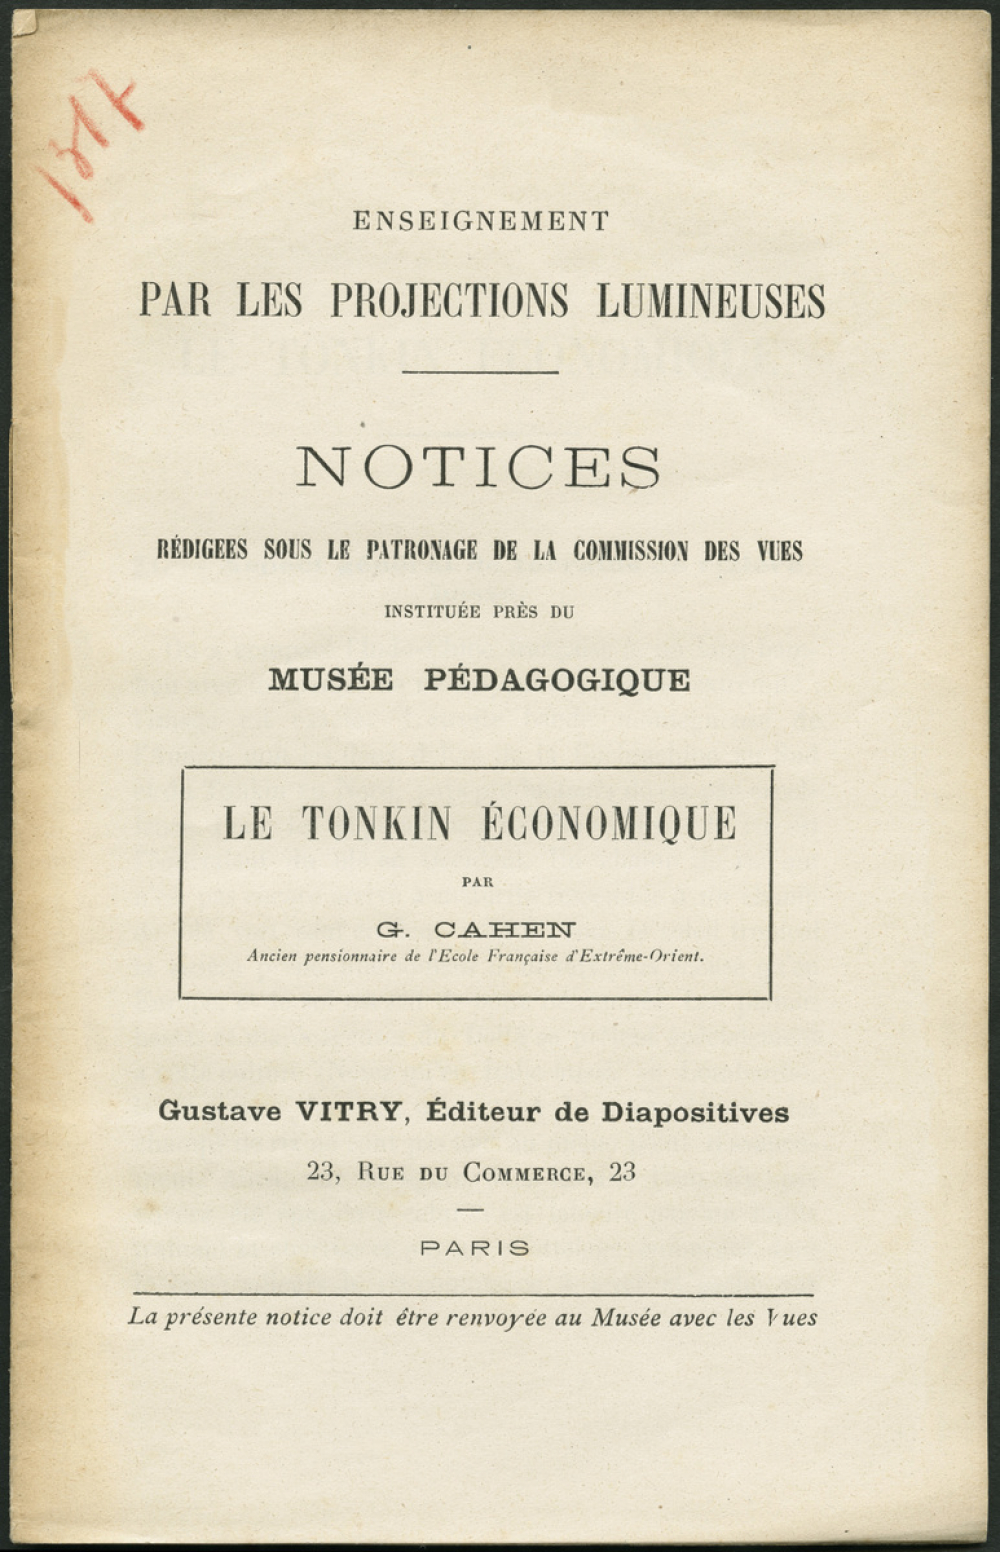 ENSEIGNEMENT
PAR LES PROJECTIONS LUMINEUSES
NOTICES
RÉDIGEES SOUS LE PATRONAGE DE LA COMMISSION DES VUES
INSTITUÉE PRÈS DU
MUSÉE PÉDAGOGIQUE
LE TONKIN ÉCONOMIQUE
PAR
G. CAHEN
Ancien pensionnaire de l'Ecole Française d'Extrême-Orient.
Gustave VITRY, Éditeur de Diapositives
23, RUE DU COMMERCE, 23
PARIS
La présente notice doit être renvoyée au Musée avec les Vues